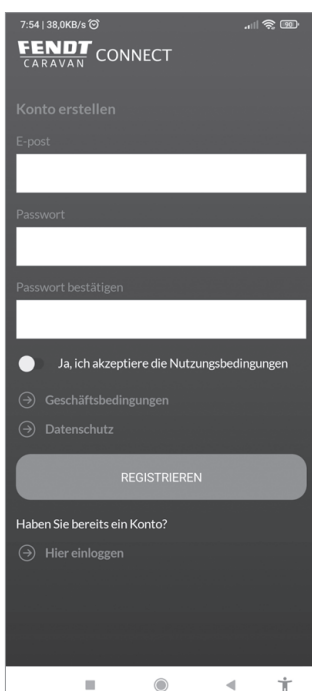 7:54 | 38,0KB/s
90
FENDT
CARAVAN CONNECT
Konto erstellen
E-post
Passwort
Passwort bestätigen
Ja, ich akzeptiere die Nutzungsbedingungen
Geschäftsbedingungen
Datenschutz
REGISTRIEREN
Haben Sie bereits ein Konto?
Hier einloggen